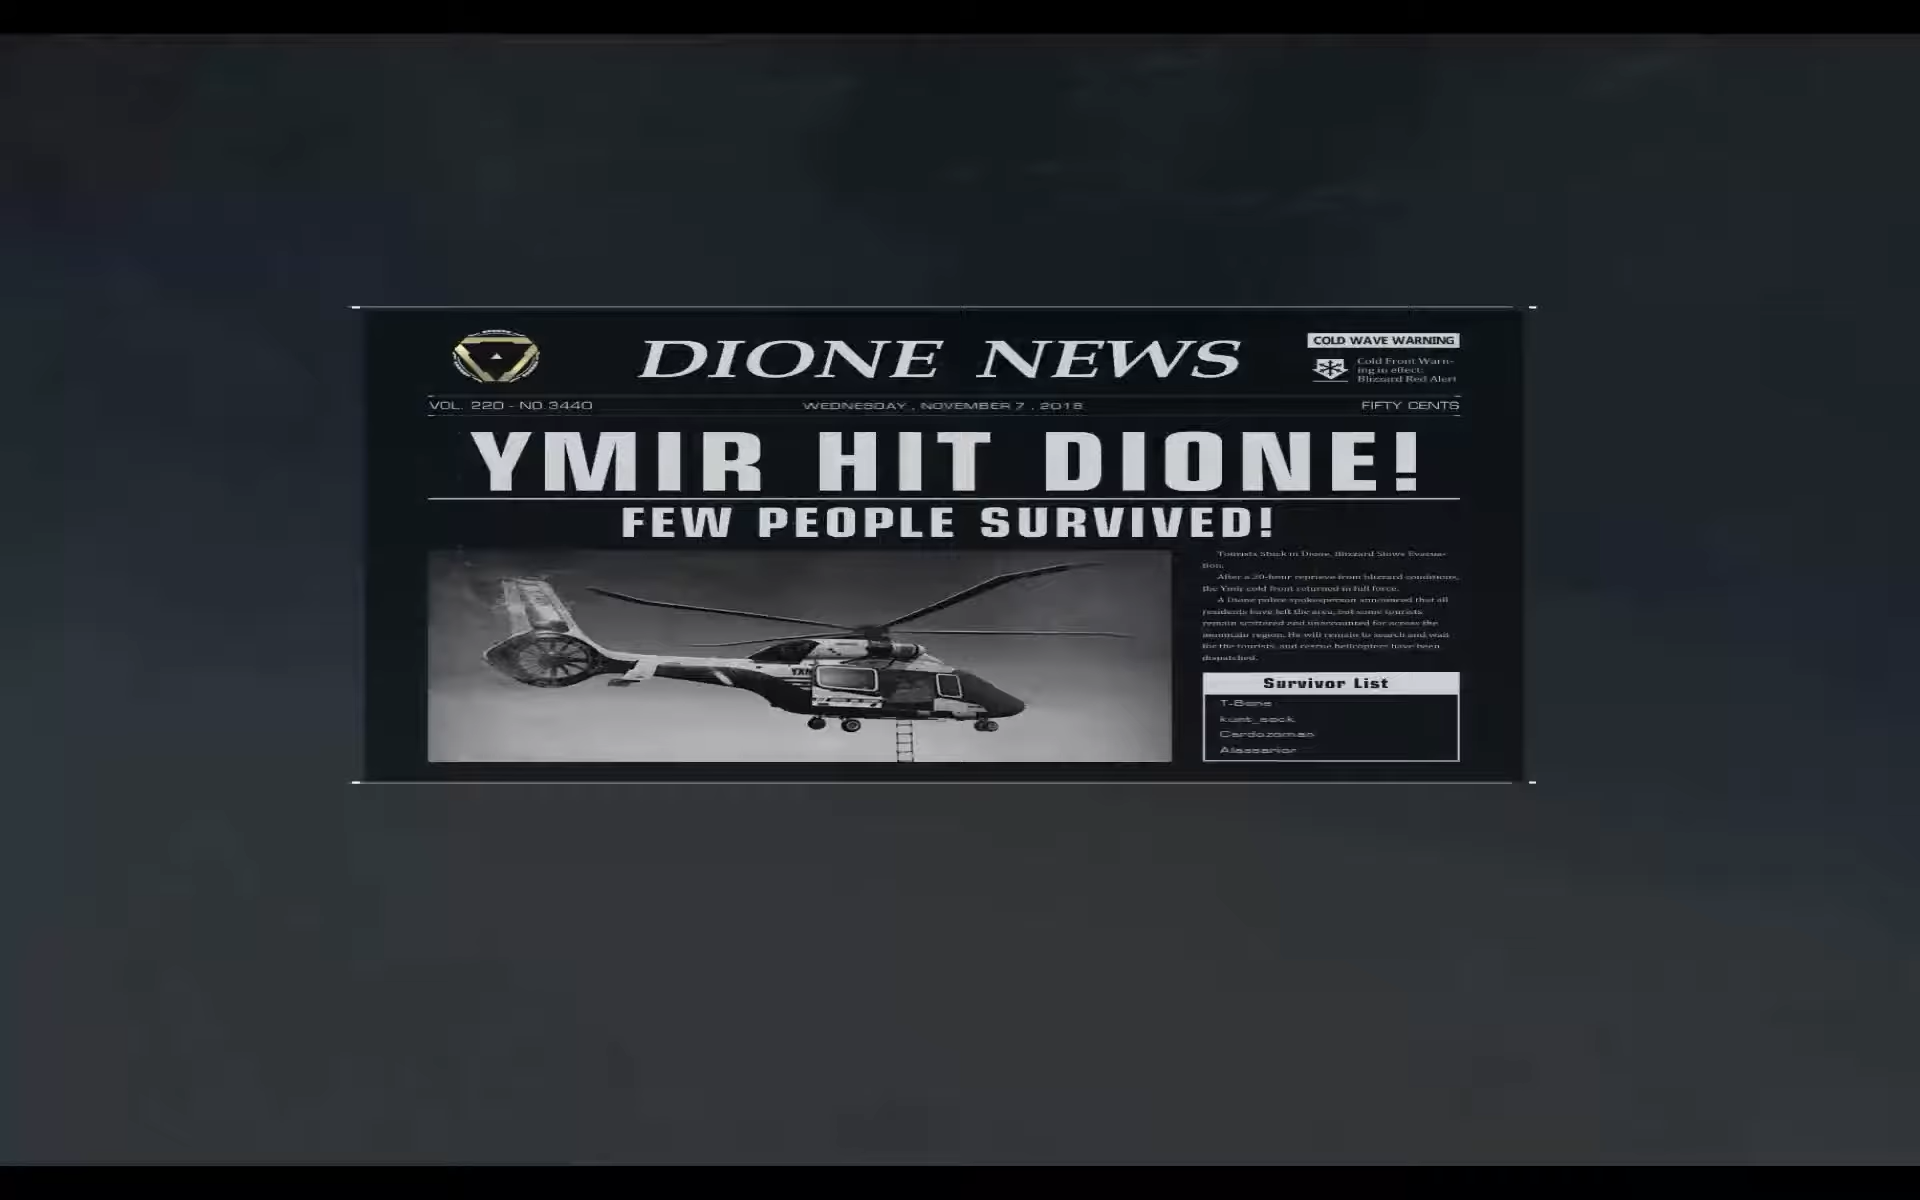 DIONE NEWS
COLD WAVE WARNING
Cold Front Warn-
ing in effect:
Blizzard Red Alert
VOL. 220 - NO.3440
WEDNESDAY , NOVEMBER 7 , 2018
FIFTY CENTS
YMIR HIT DIONE!
FEW PEOPLE SURVIVED!
Tourists Stuck in Dione, Blizzard Slows Evacua-
tion.
After a 20-hour reprieve from blizzard conditions,
the Ymir cold front returned in full force.
A Dione police spokesperson announced that all
residents have left the area, but some tourists
remain scattered and unaccounted for across the
mountain region. He will remain to search and wait
for the tourists, and rescue helicopters have been
dispatched.
Survivor List
T-Bone
kunt_sack
Cardozoman